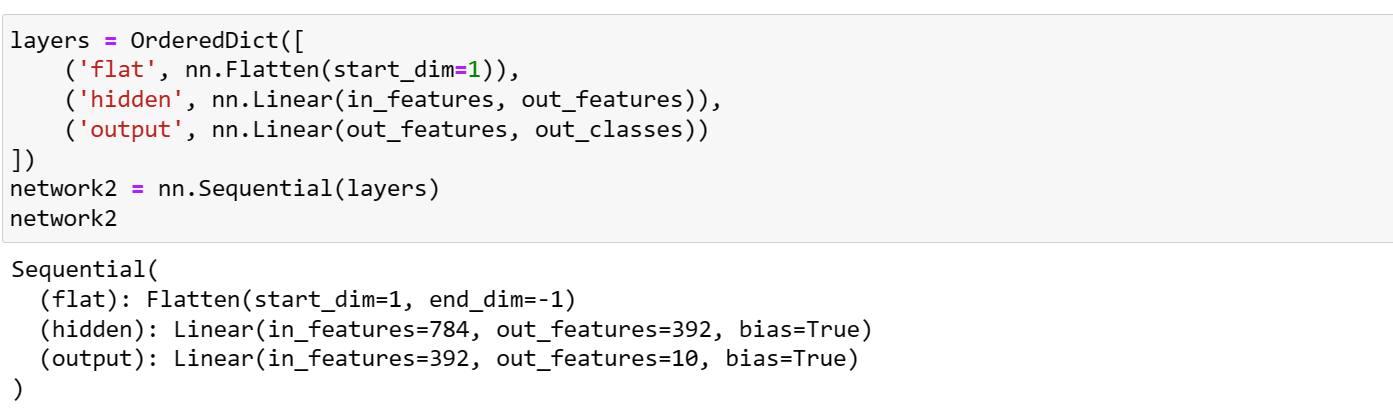 layers = OrderedDict([
    ('flat', nn.Flatten(start_dim=1)),
    ('hidden', nn.Linear(in_features, out_features)),
    ('output', nn.Linear(out_features, out_classes))
])
network2 = nn.Sequential(layers)
network2
Sequential(
  (flat): Flatten(start_dim=1, end_dim=-1)
  (hidden): Linear(in_features=784, out_features=392, bias=True)
  (output): Linear(in_features=392, out_features=10, bias=True)
)